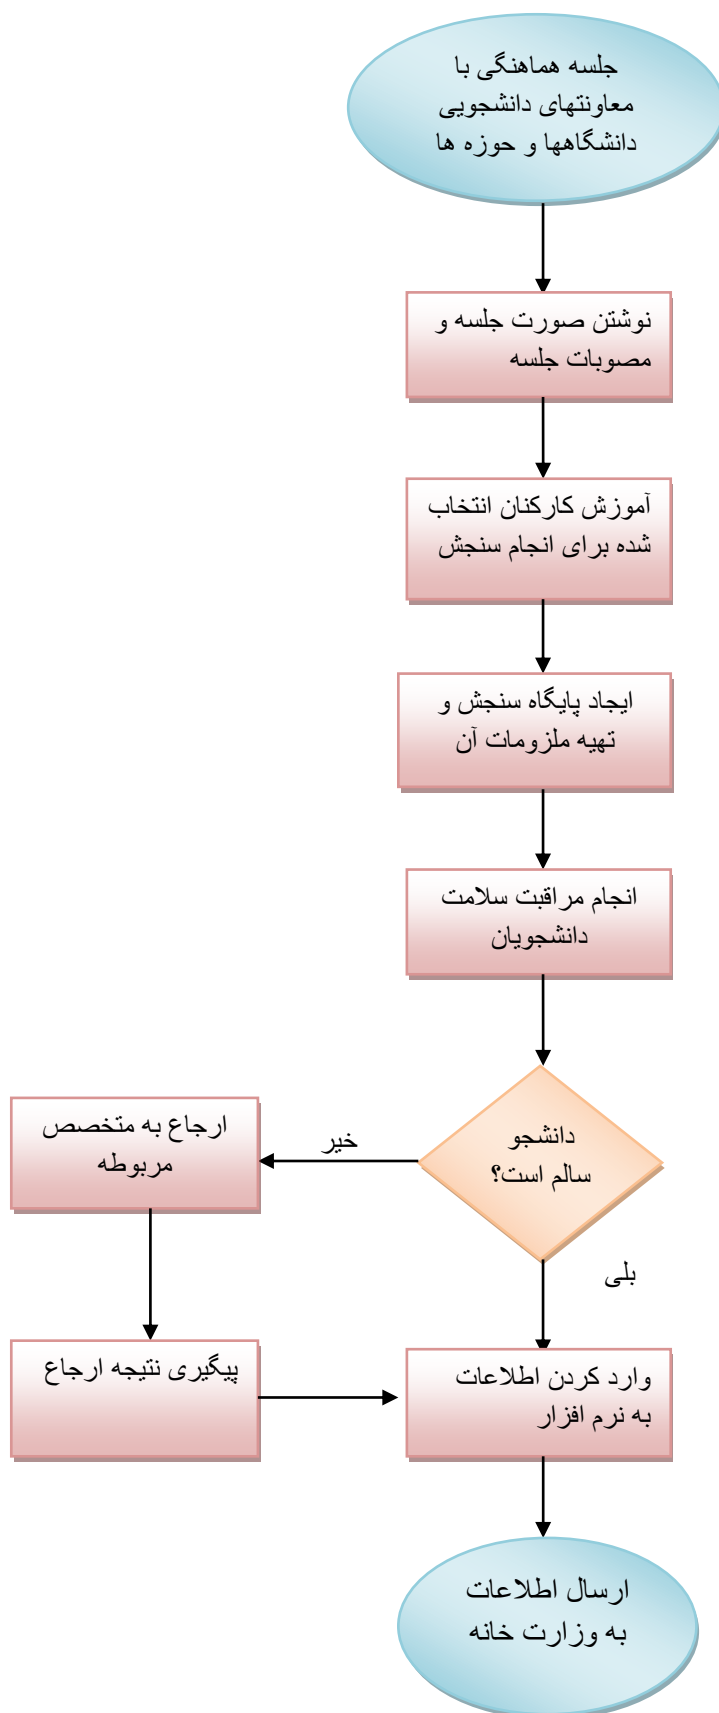 جلسه هماهنگی با
معاونتهای دانشجویی
دانشگاهها و حوزه ها
نوشتن صورت جلسه و
مصوبات جلسه
آموزش کارکنان انتخاب
شده برای انجام سنجش
ایجاد پایگاه سنجش و
تهیه ملزومات آن
انجام مراقبت سلامت
دانشجویان
دانشجو
سالم است؟
خیر
ارجاع به متخصص
مربوطه
بلی
پیگیری نتیجه ارجاع
وارد کردن اطلاعات
به نرم افزار
ارسال اطلاعات
به وزارت خانه